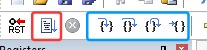 RST
{} {} {} {}
Registers